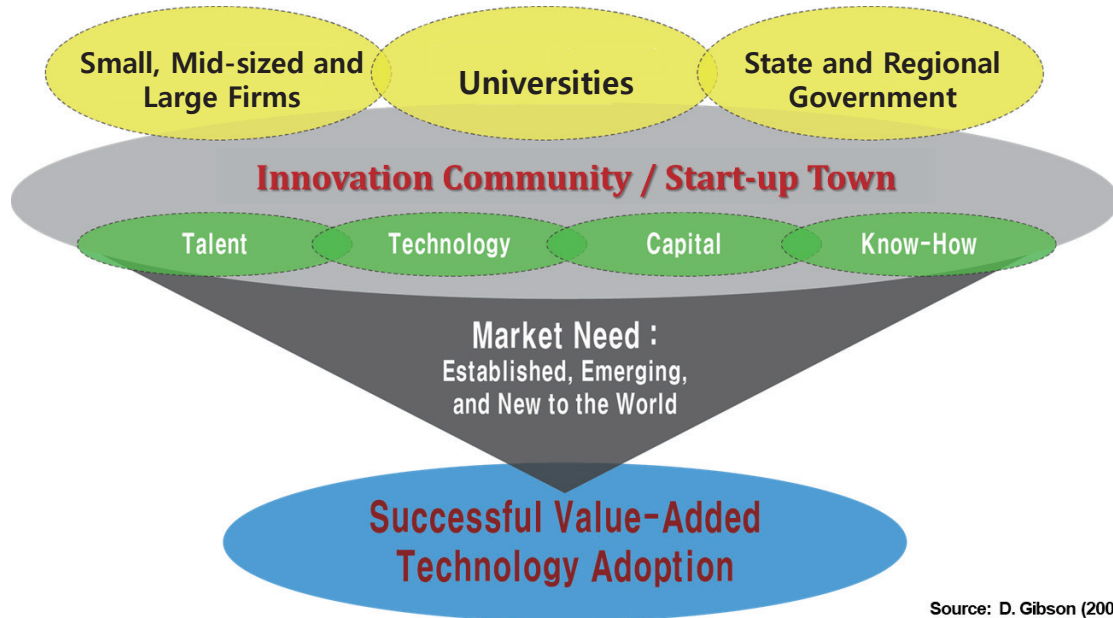 Small, Mid-sized and
Large Firms
Universities
State and Regional
Government
Innovation Community / Start-up Town
Talent
Technology
Capital
Know-How
Market Need :
Established, Emerging,
and New to the World
Successful Value-Added
Technology Adoption
Source: D. Gibson (200